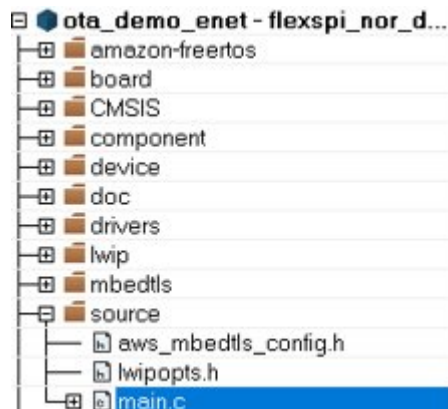 ota_demo_enet - flexspi_nor_d...
amazon-freertos
board
CMSIS
component
device
doc
drivers
lwip
mbedtls
source
aws_mbedtls_config.h
lwipopts.h
main.c